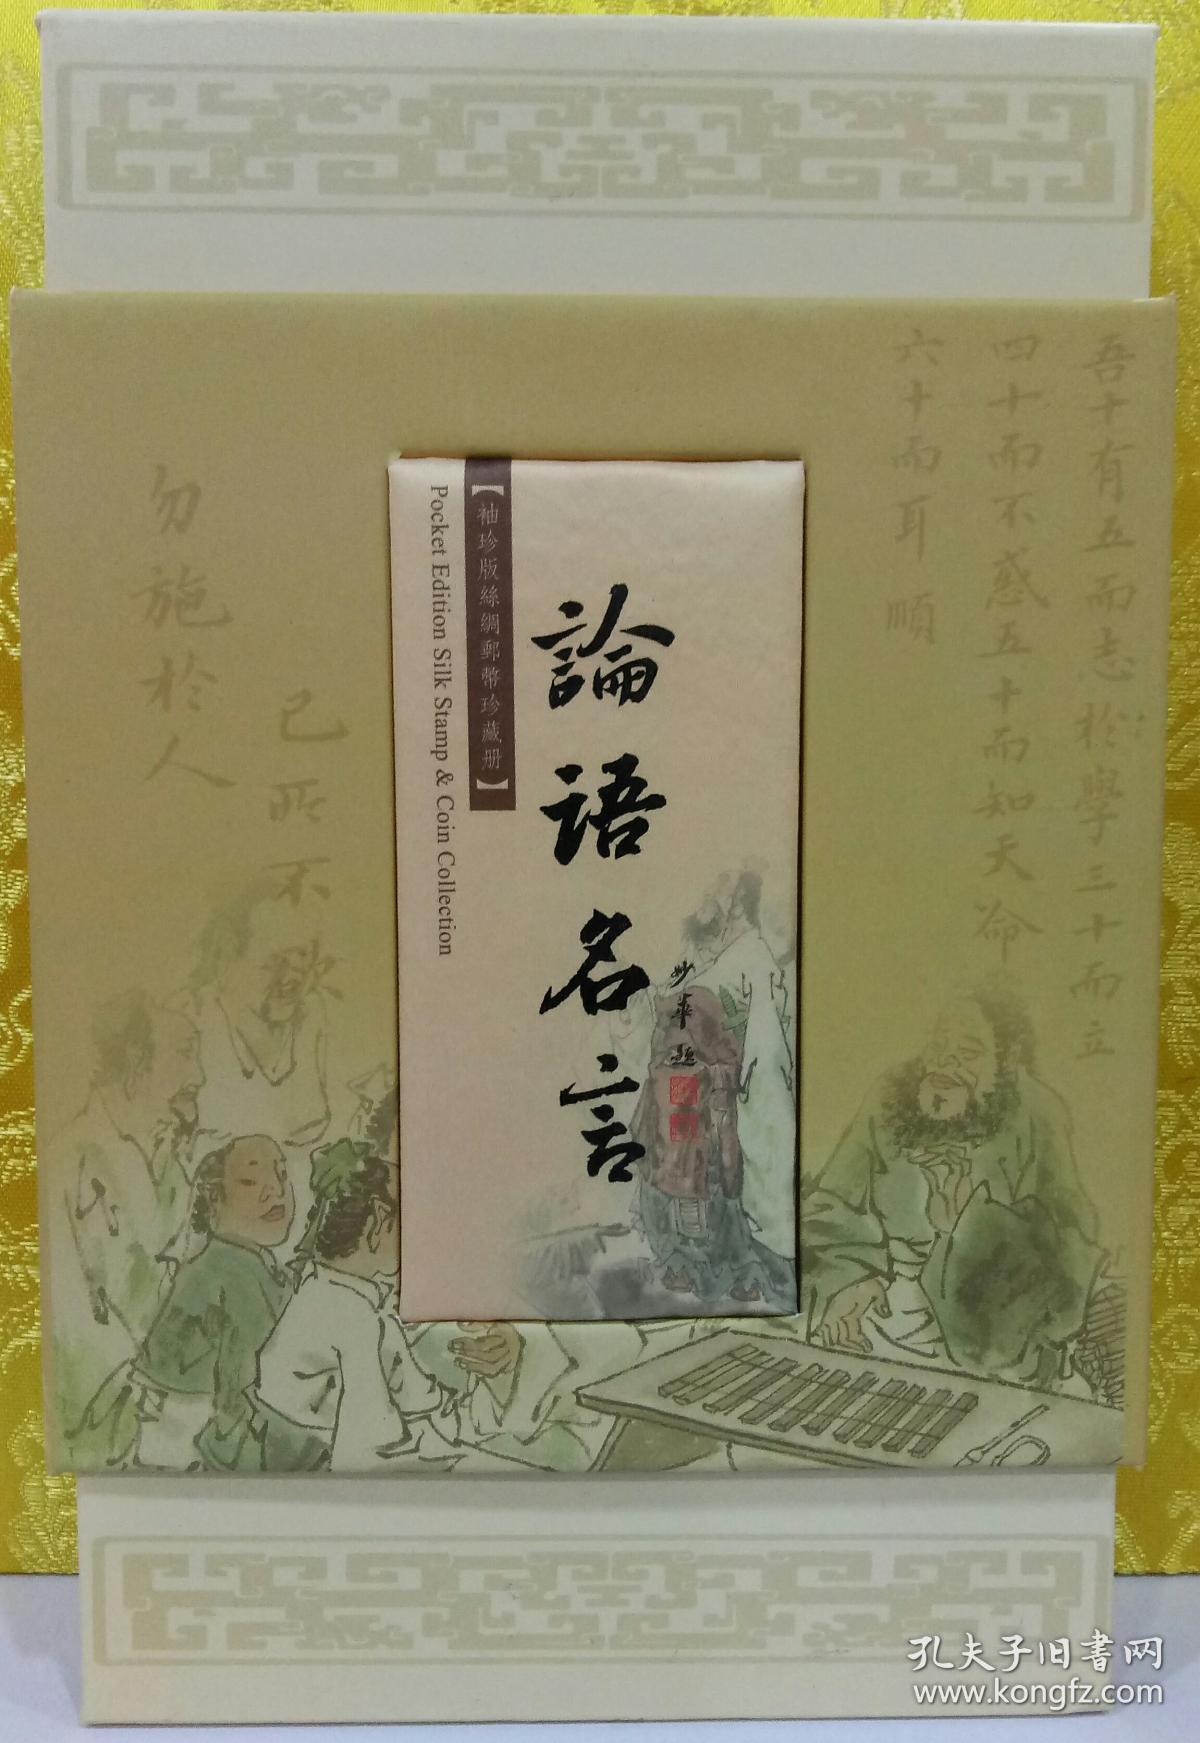 吾十有五而志於學三十而立
四十而不惑五十而知天命
六十而耳順
己所不欲
勿施於人
論語名言
妙華題
【袖珍版絲綢郵幣珍藏册】
Pocket Edition Silk Stamp & Coin Collection
孔夫子旧书网
www.kongfz.com